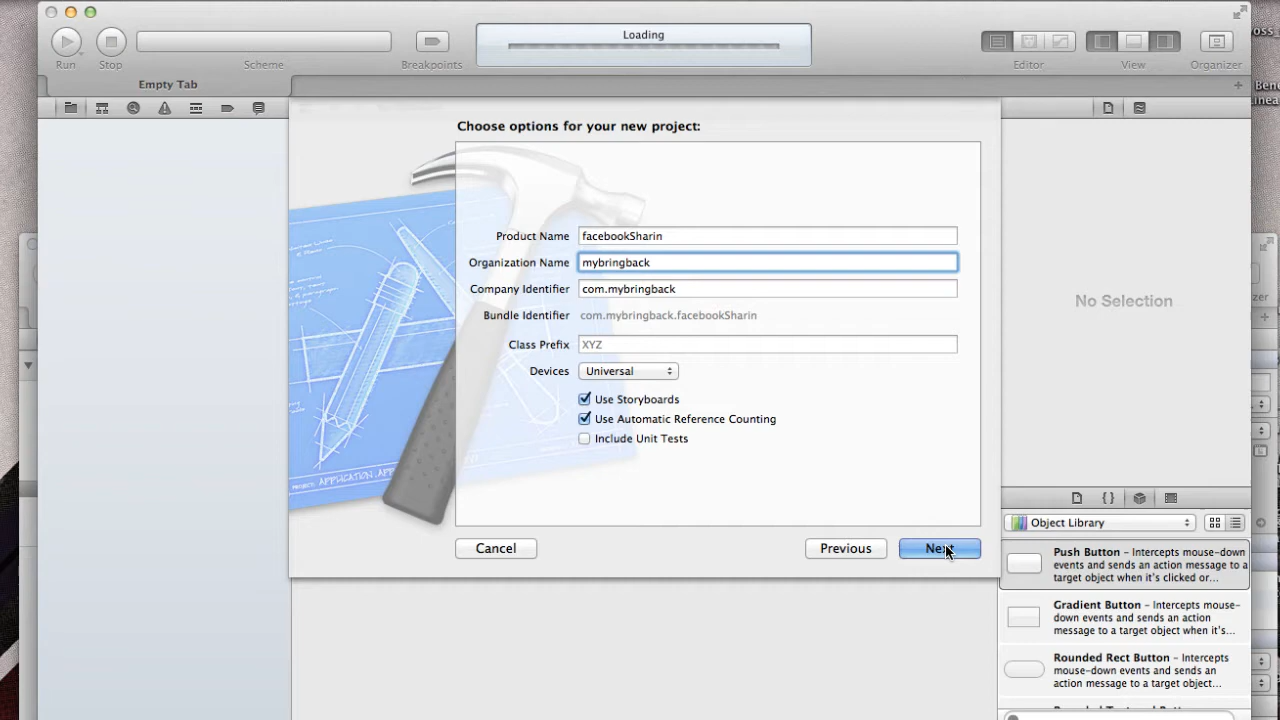 Loading
Run Stop Scheme Breakpoints Editor View Organizer
Empty Tab
Choose options for your new project:
Product Name facebookSharin
Organization Name mybringback
Company Identifier com.mybringback
Bundle Identifier com.mybringback.facebookSharin
Class Prefix XYZ
Devices Universal
Use Storyboards
Use Automatic Reference Counting
Include Unit Tests
Cancel Previous Next
PROJECT: APPLICATION.APP
No Selection
{ } Object Library
Push Button – Intercepts mouse-down
events and sends an action message to a
target object when it's clicked or...
Gradient Button – Intercepts mouse-
down events and sends an action
message to a target object when it's...
Rounded Rect Button – Intercepts
mouse-down events and sends an
action message to a target object...